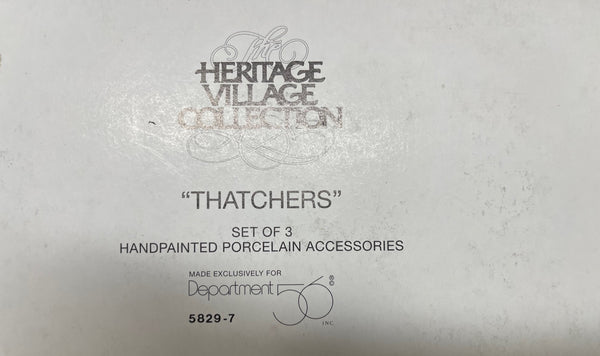 The
HERITAGE
VILLAGE
COLLECTION
"THATCHERS"
SET OF 3
HANDPAINTED PORCELAIN ACCESSORIES
MADE EXCLUSIVELY FOR
Department 56 ®©
INC
5829-7